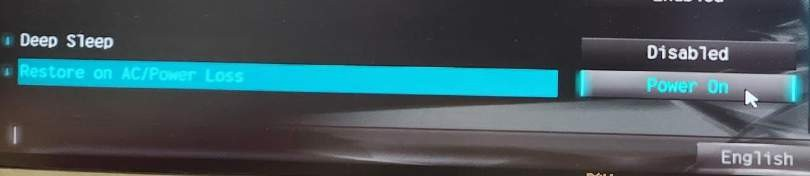 Deep Sleep
Disabled
Restore on AC/Power Loss
Power On
English